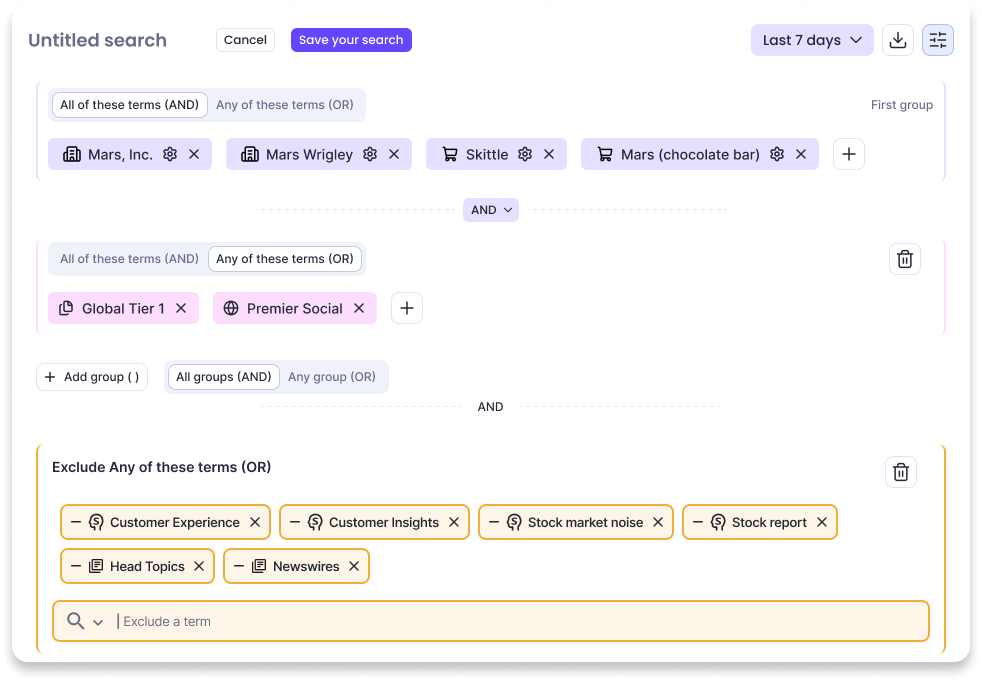 Untitled search Cancel Save your search Last 7 days
All of these terms (AND) Any of these terms (OR) First group
Mars, Inc. Mars Wrigley Skittle Mars (chocolate bar)
AND
All of these terms (AND) Any of these terms (OR)
Global Tier 1 Premier Social
Add group ( ) All groups (AND) Any group (OR)
AND
Exclude Any of these terms (OR)
Customer Experience Customer Insights Stock market noise Stock report
Head Topics Newswires
Exclude a term